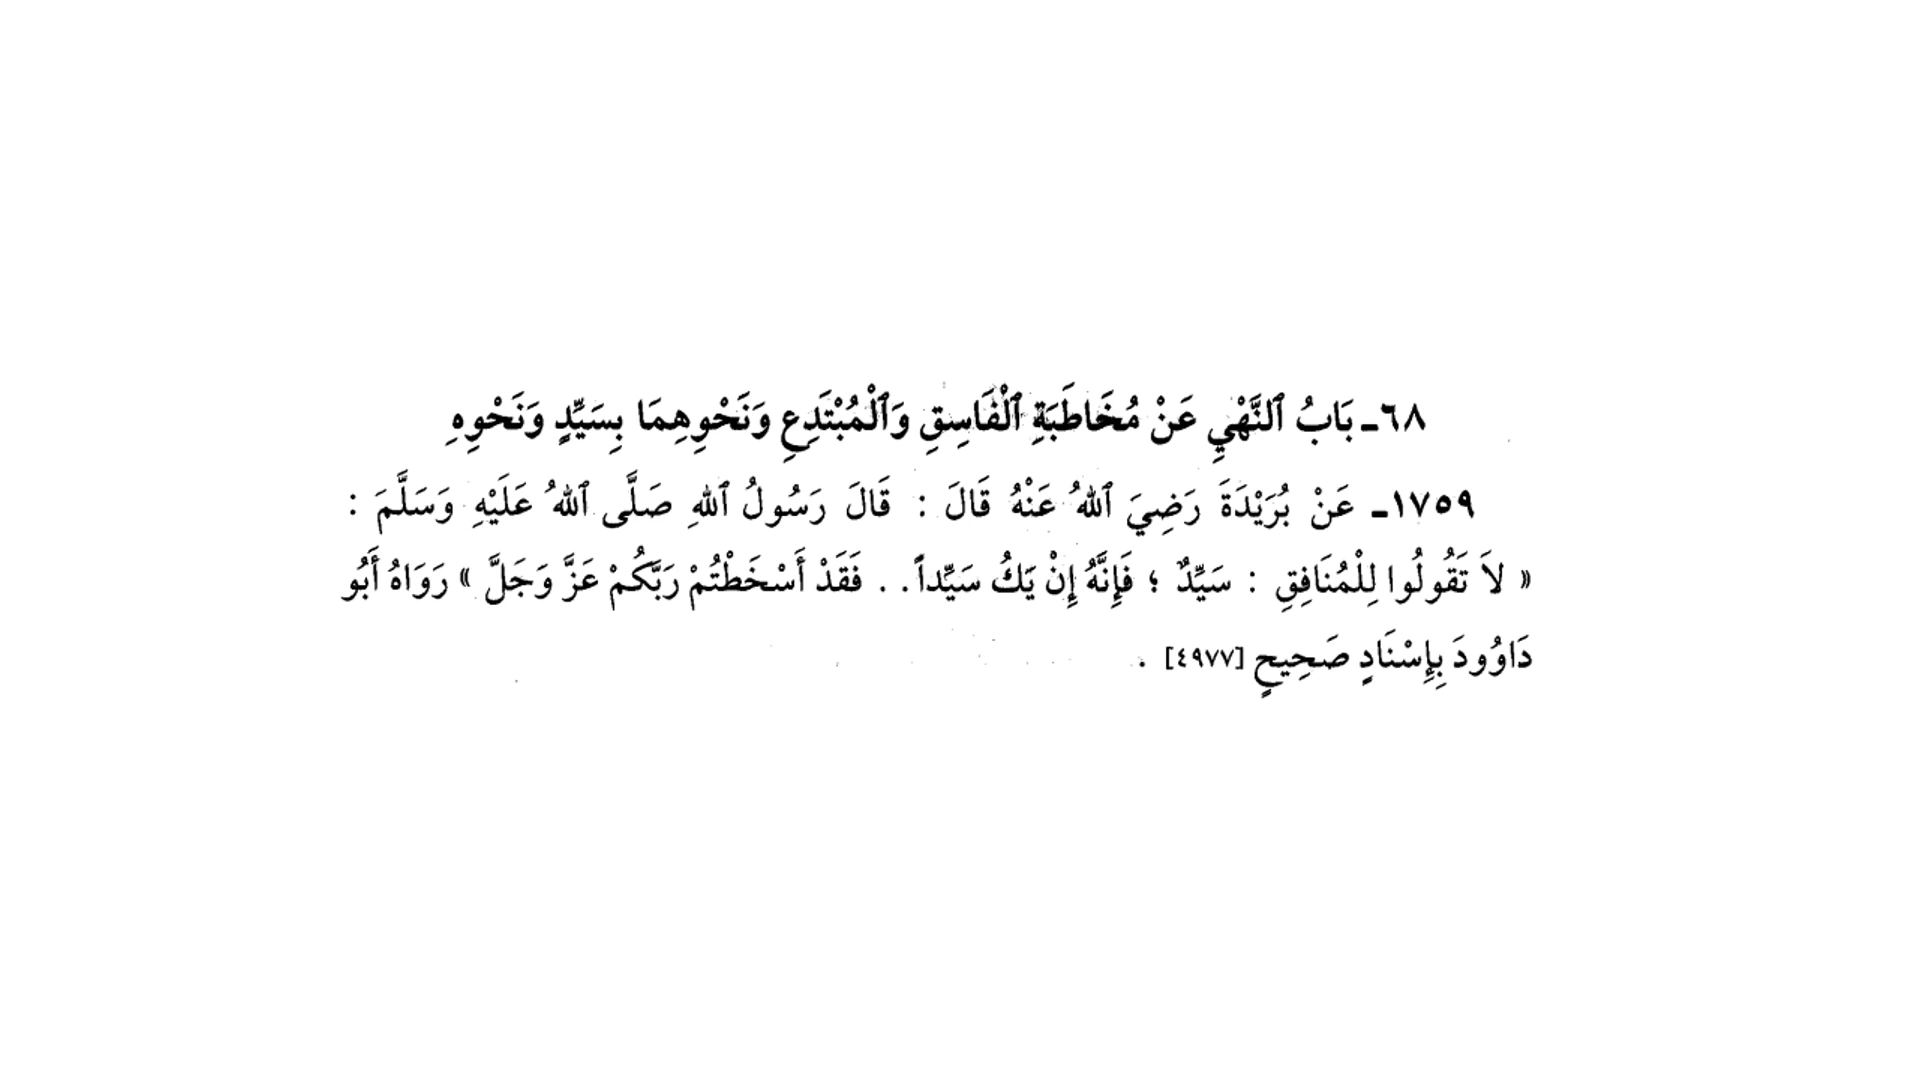 ٦٨ـ بَابُ ٱلنَّهْيِ عَنْ مُخَاطَبَةِ ٱلْفَاسِقِ وَٱلْمُبْتَدِعِ وَنَحْوِهِمَا بِسَيِّدٍ وَنَحْوِهِ
١٧٥٩ـ عَنْ بُرَيْدَةَ رَضِيَ ٱللهُ عَنْهُ قَالَ : قَالَ رَسُولُ ٱللهِ صَلَّى ٱللهُ عَلَيْهِ وَسَلَّمَ :
« لاَ تَقُولُوا لِلْمُنَافِقِ : سَيِّدٌ ؛ فَإِنَّهُ إِنْ يَكُ سَيِّداً . . فَقَدْ أَسْخَطْتُمْ رَبَّكُمْ عَزَّ وَجَلَّ » رَوَاهُ أَبُو
دَاوُودَ بِإِسْنَادٍ صَحِيحٍ [٤٩٧٧] .